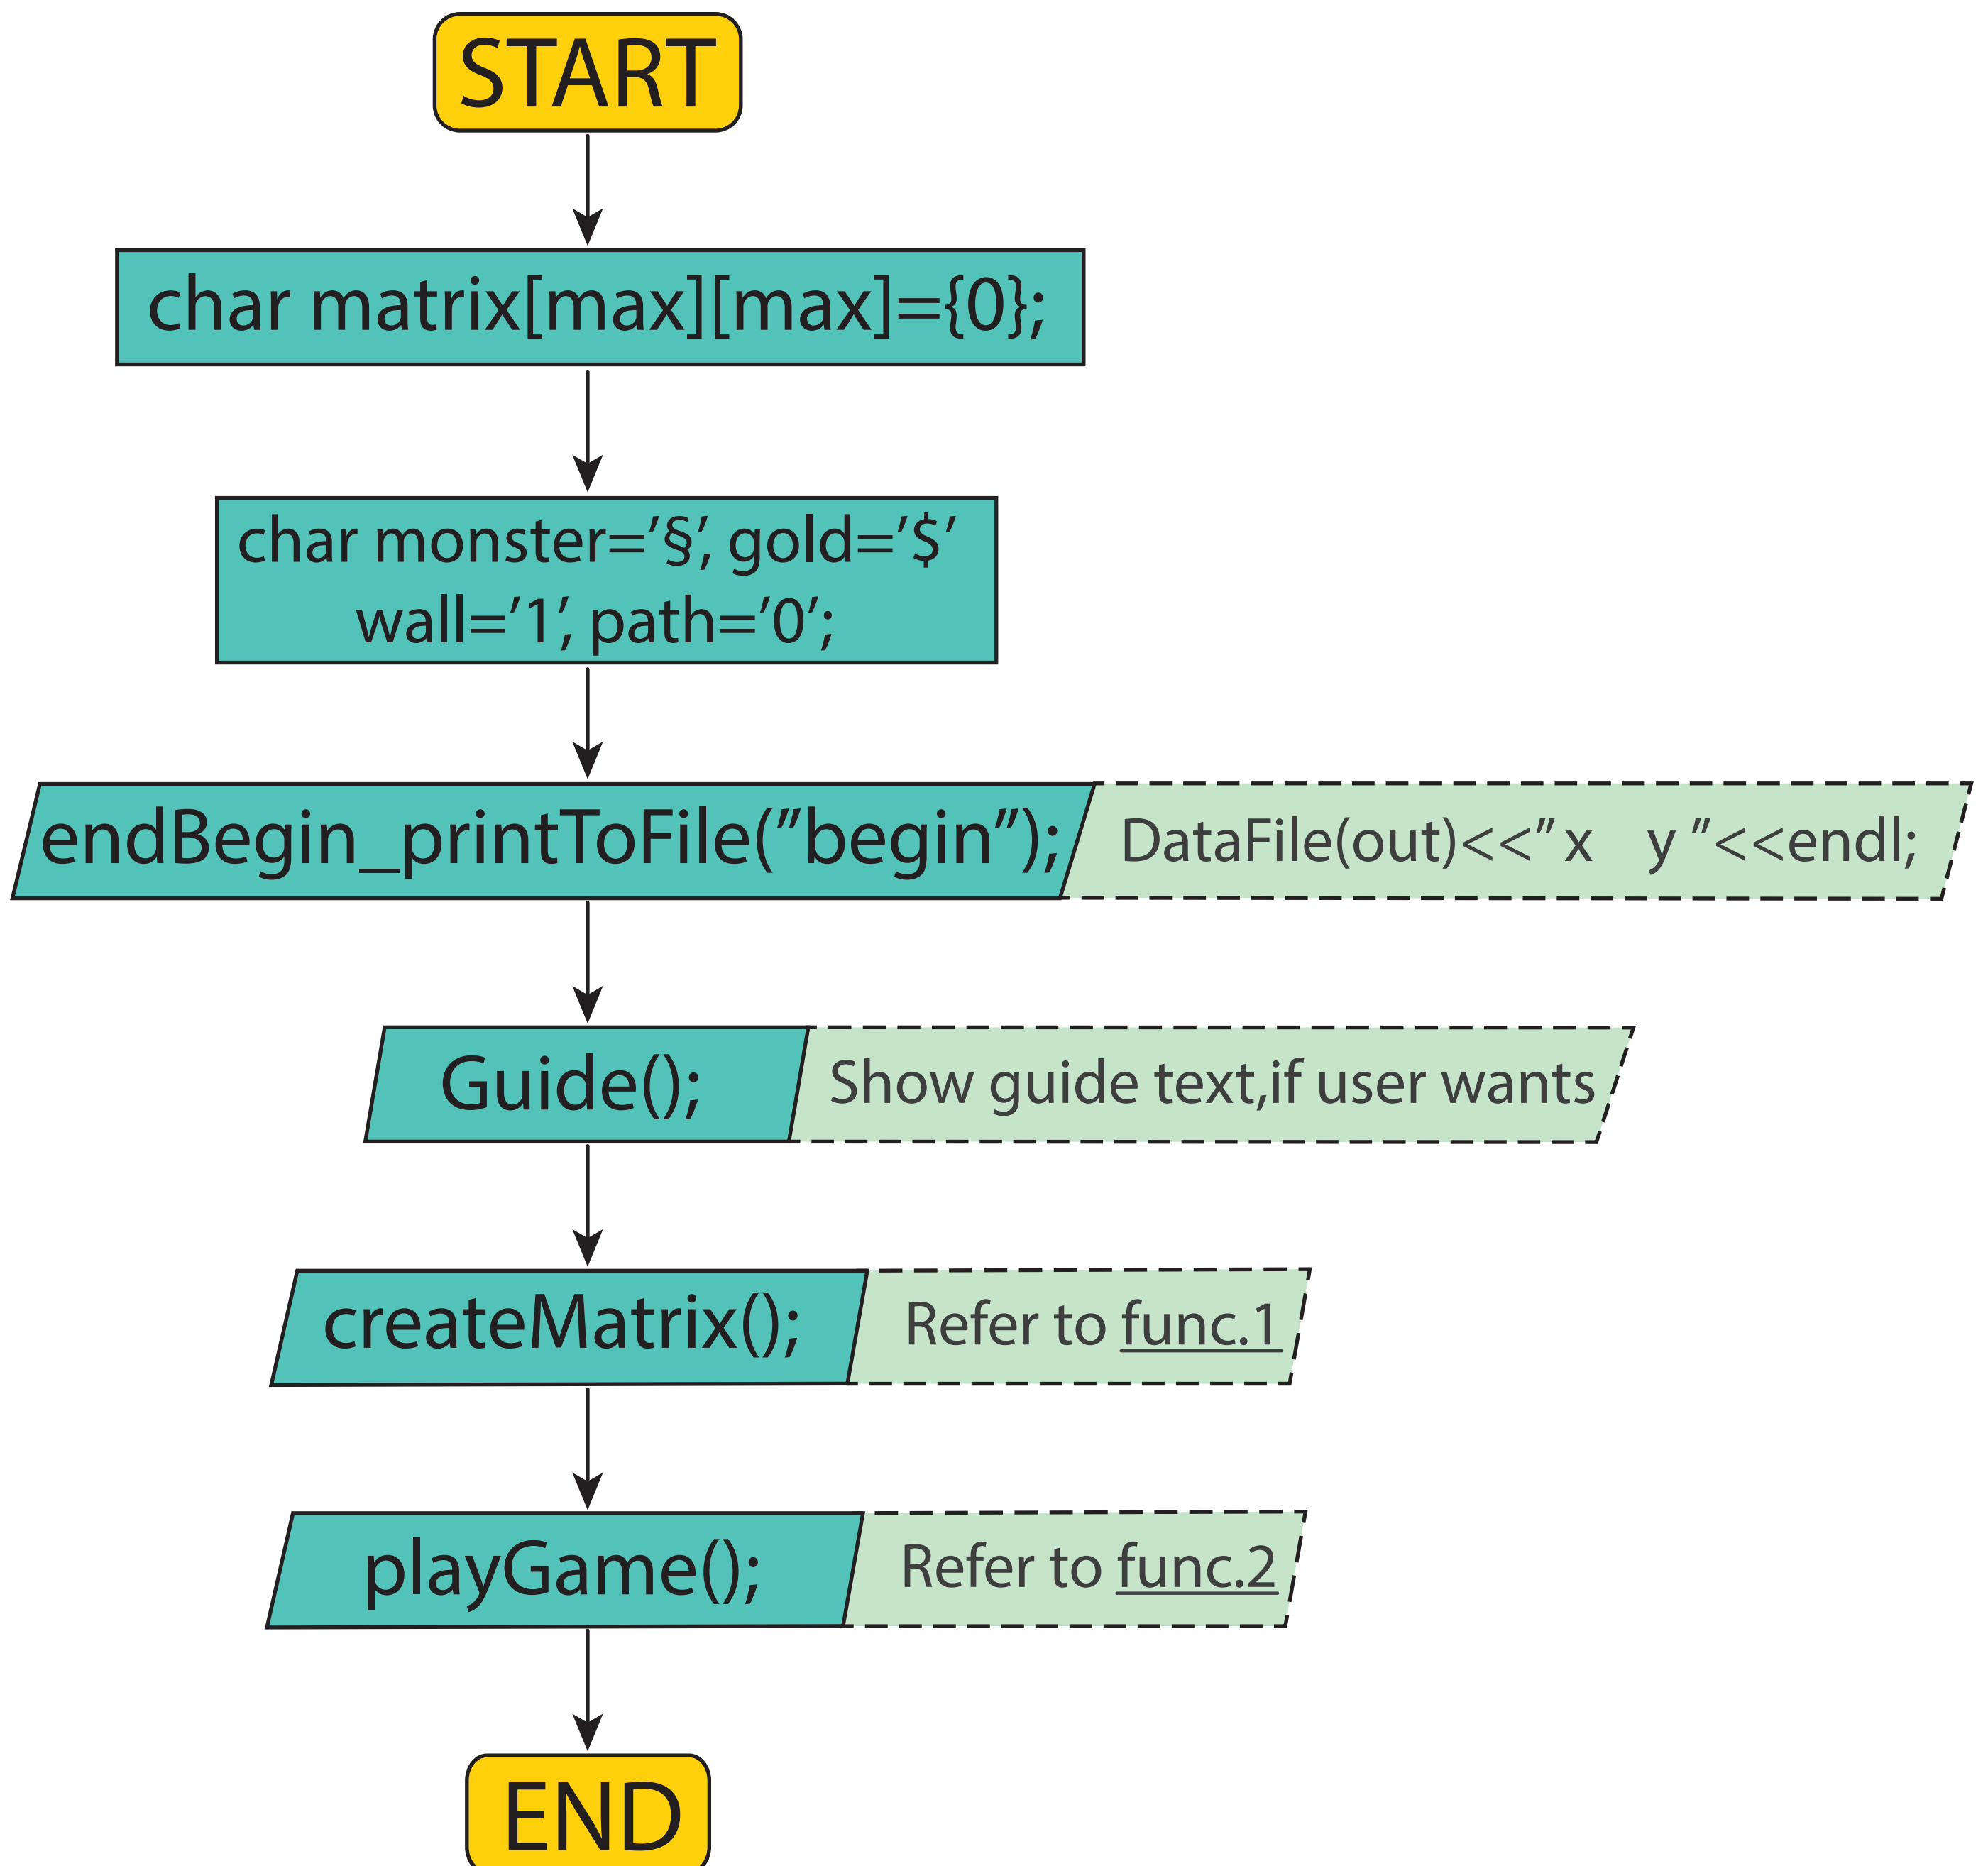 START
char matrix[max][max]={0};
char monster=’§’, gold=’$’
wall=’1’, path=’0’;
endBegin_printToFile(”begin”);
DataFile(out)<<”x    y ”<<endl;
Guide();
Show guide text,if user wants
createMatrix();
Refer to func.1
playGame();
Refer to func.2
END